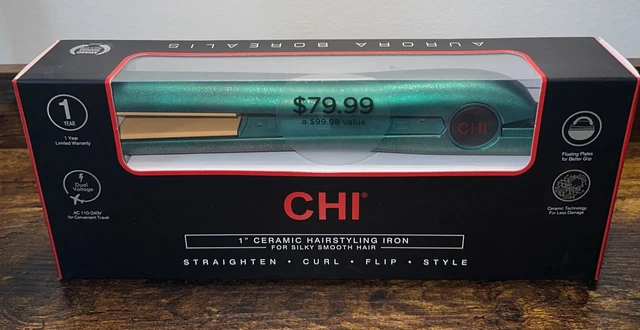 AURORA BOREALIS
$79.99
a $99.98 value
CHI
1
YEAR
1 Year
Limited Warranty
Dual
Voltage
AC 110-240V
for Convenient Travel
Floating Plates
for Better Grip
Ceramic Technology
For Less Damage
CHI®
1" CERAMIC HAIRSTYLING IRON
FOR SILKY SMOOTH HAIR
STRAIGHTEN • CURL • FLIP • STYLE